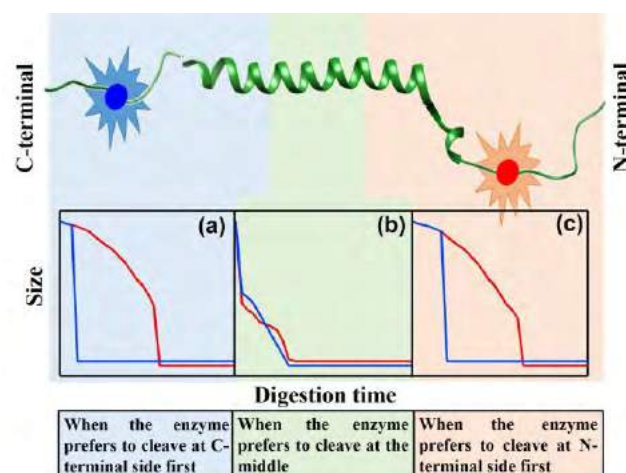 C-terminal
N-terminal
(a)
(b)
(c)
Size
Digestion time
When the enzyme
prefers to cleave at C-
terminal side first
When the enzyme
prefers to cleave at the
middle
When the enzyme
prefers to cleave at N-
terminal side first